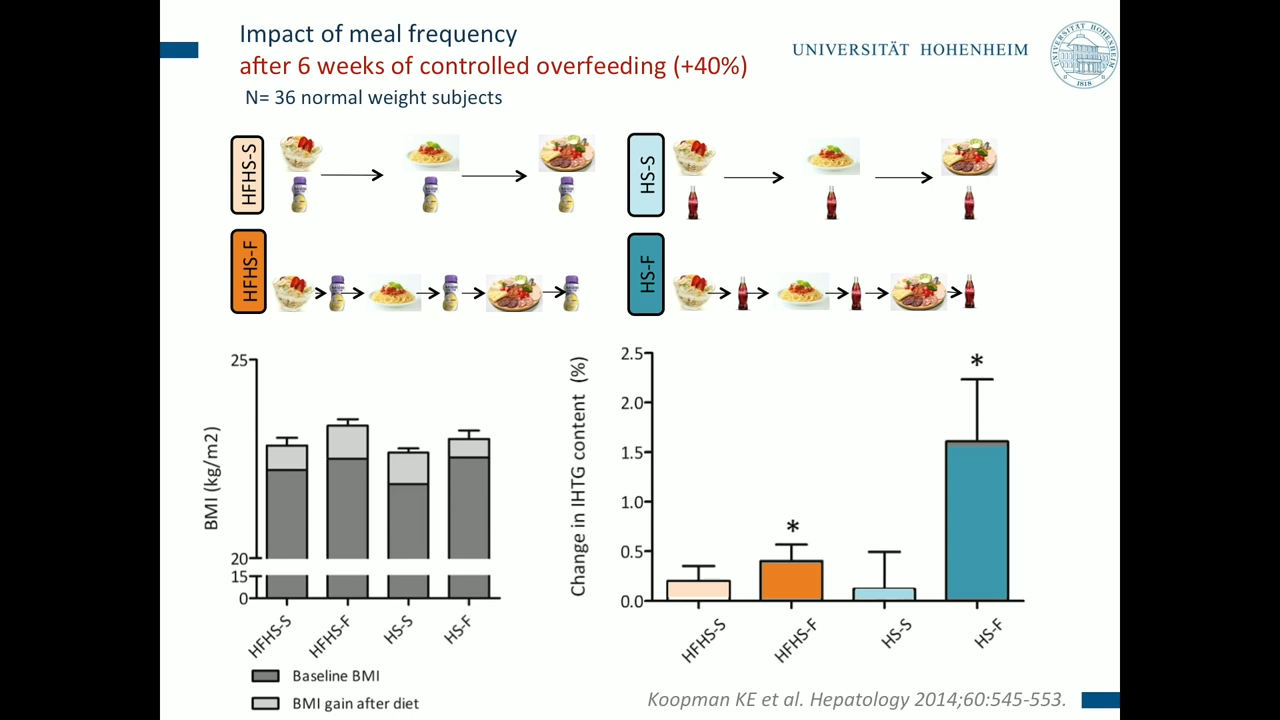 Impact of meal frequency
after 6 weeks of controlled overfeeding (+40%)
N= 36 normal weight subjects
UNIVERSITÄT HOHENHEIM
UNIVERSITÄT HOHENHEIM
1818
HFHS-S
HS-S
HFHS-F
HS-F
BMI (kg/m2)
25
20
15
0
HFHS-S
HFHS-F
HS-S
HS-F
Baseline BMI
BMI gain after diet
Change in IHTG content (%)
2.5
2.0
1.5
1.0
0.5
0.0
*
*
HFHS-S
HFHS-F
HS-S
HS-F
Koopman KE et al. Hepatology 2014;60:545-553.